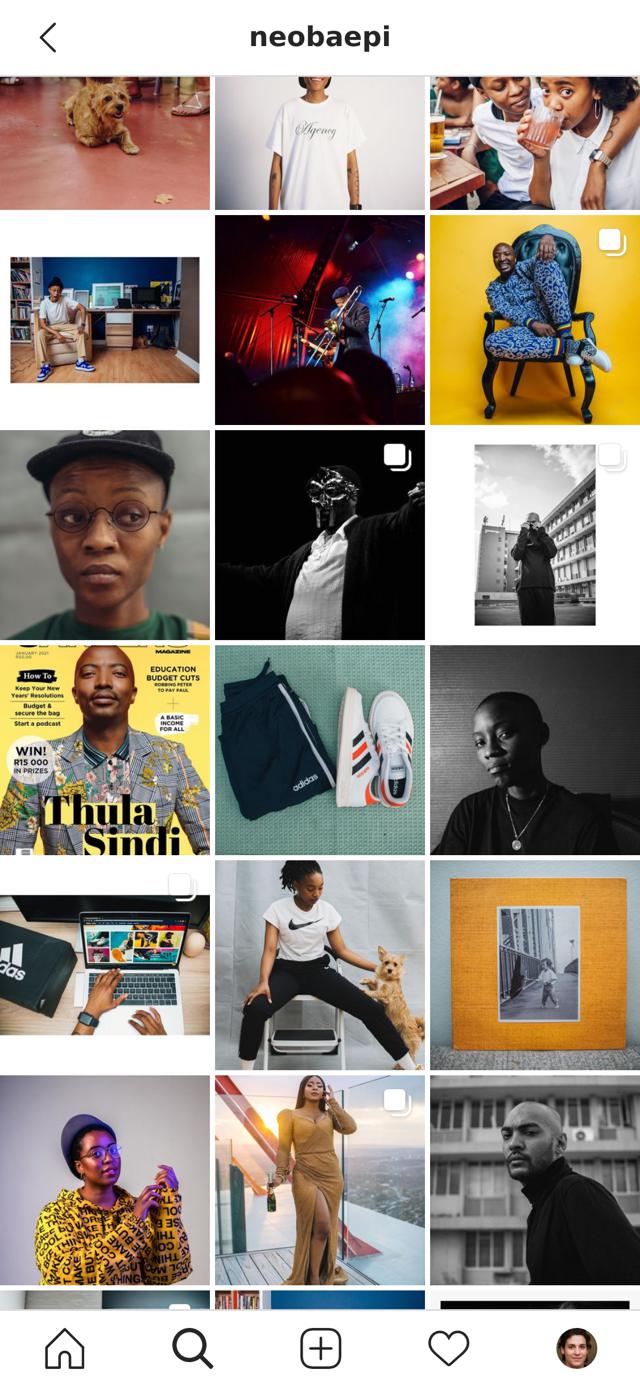 neobaepi
Agency
JANUARY 2021
MAGAZINE
How To
Keep Your New
Years' Resolutions
Budget &
secure the bag
Start a podcast
EDUCATION
BUDGET CUTS
ROBBING PETER
TO PAY PAUL
A BASIC
INCOME
FOR ALL
WIN!
R15 000
IN PRIZES
Thula
Sindi
adidas
das